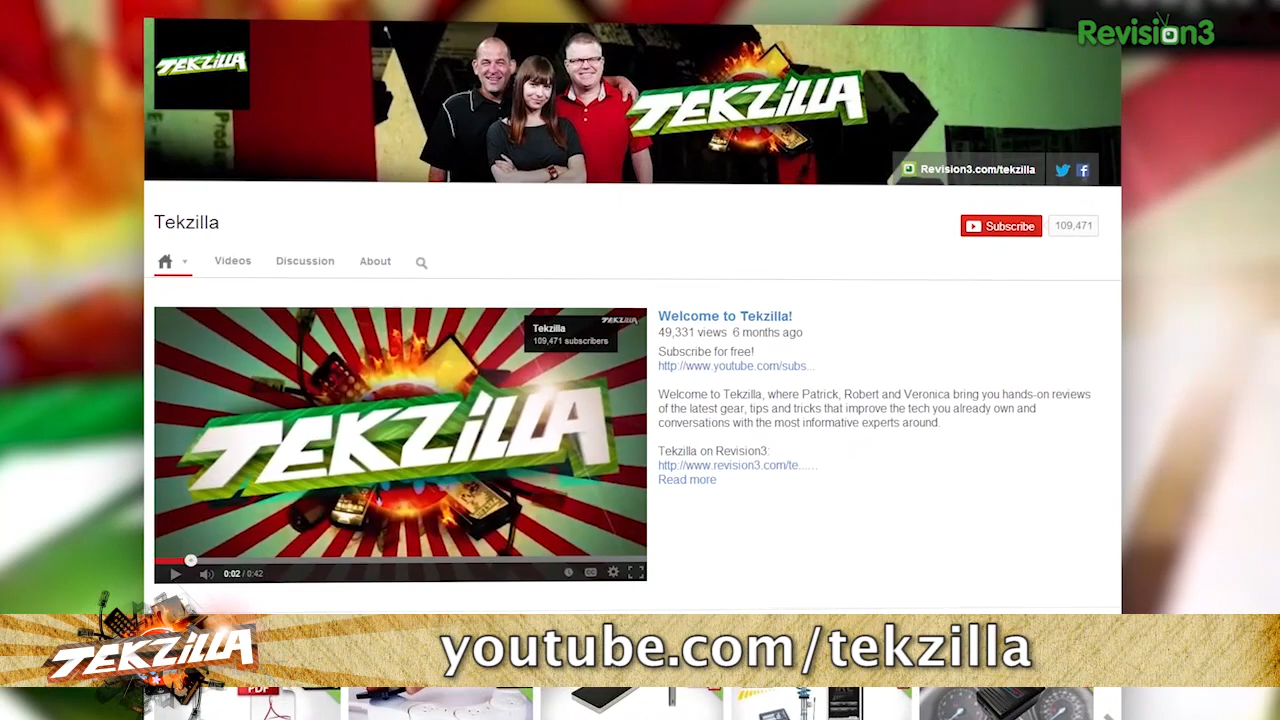 Revision3
TEKZILLA
TEKZILLA
Revision3.com/tekzilla
Tekzilla
Subscribe
109,471
Videos
Discussion
About
TEKZILLA
Tekzilla
109,471 subscribers
TEKZILLA
0:02 / 0:42
CC
Welcome to Tekzilla!
49,331 views 6 months ago
Subscribe for free!
http://www.youtube.com/subs...
Welcome to Tekzilla, where Patrick, Robert and Veronica bring you hands-on reviews
of the latest gear, tips and tricks that improve the tech you already own and
conversations with the most informative experts around.
Tekzilla on Revision3:
http://www.revision3.com/te......
Read more
TEKZILLA
youtube.com/tekzilla
PDF